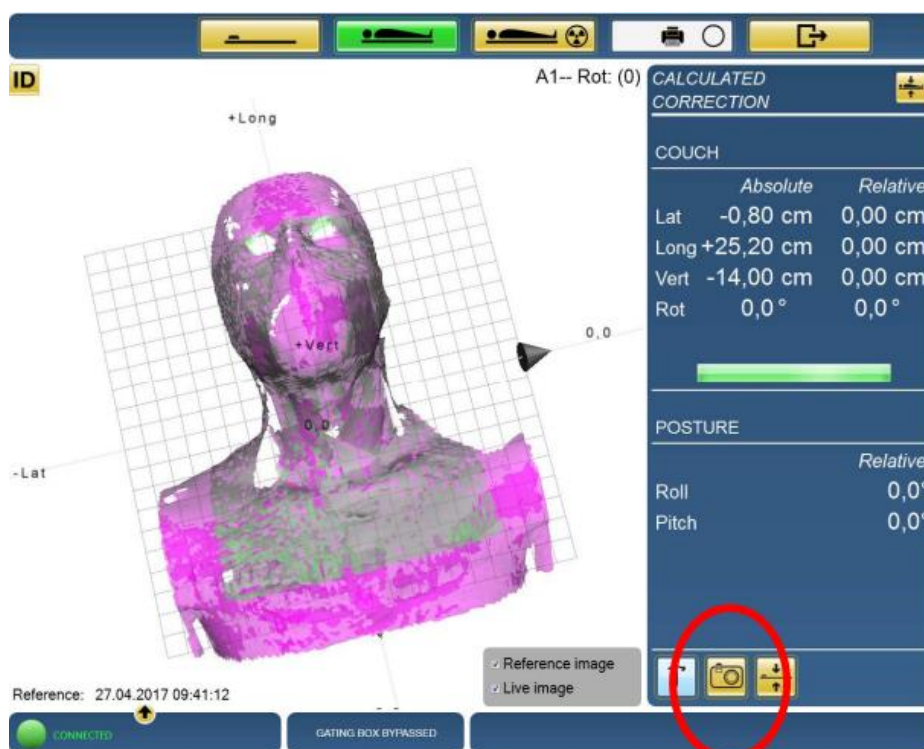 ID
A1-- Rot: (0)
+Long
0,0
+Vert
0,0
-Lat
Reference image
Live image
Reference: 27.04.2017 09:41:12
CALCULATED
CORRECTION
COUCH
Absolute Relative
Lat -0,80 cm 0,00 cm
Long +25,20 cm 0,00 cm
Vert -14,00 cm 0,00 cm
Rot 0,0° 0,0°
POSTURE
Relative
Roll 0,0°
Pitch 0,0°
CONNECTED
GATING BOX BYPASSED